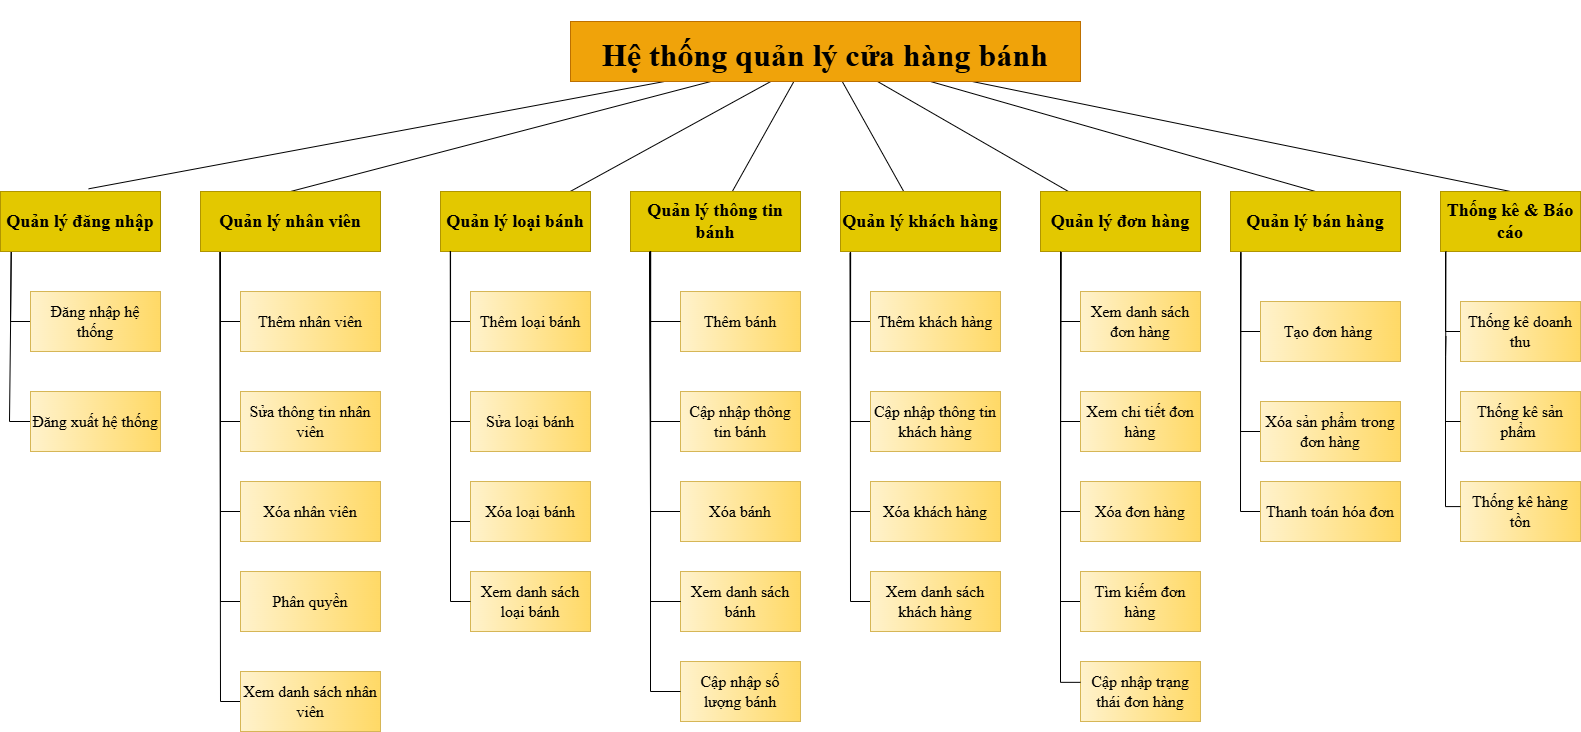 Hệ thống quản lý cửa hàng bánh
Quản lý đăng nhập
Đăng nhập hệ
thống
Đăng xuất hệ thống
Quản lý nhân viên
Thêm nhân viên
Sửa thông tin nhân
viên
Xóa nhân viên
Phân quyền
Xem danh sách nhân
viên
Quản lý loại bánh
Thêm loại bánh
Sửa loại bánh
Xóa loại bánh
Xem danh sách
loại bánh
Quản lý thông tin
bánh
Thêm bánh
Cập nhập thông
tin bánh
Xóa bánh
Xem danh sách
bánh
Cập nhập số
lượng bánh
Quản lý khách hàng
Thêm khách hàng
Cập nhập thông tin
khách hàng
Xóa khách hàng
Xem danh sách
khách hàng
Quản lý đơn hàng
Xem danh sách
đơn hàng
Xem chi tiết đơn
hàng
Xóa đơn hàng
Tìm kiếm đơn
hàng
Cập nhập trạng
thái đơn hàng
Quản lý bán hàng
Tạo đơn hàng
Xóa sản phẩm trong
đơn hàng
Thanh toán hóa đơn
Thống kê & Báo
cáo
Thống kê doanh
thu
Thống kê sản
phẩm
Thống kê hàng
tồn